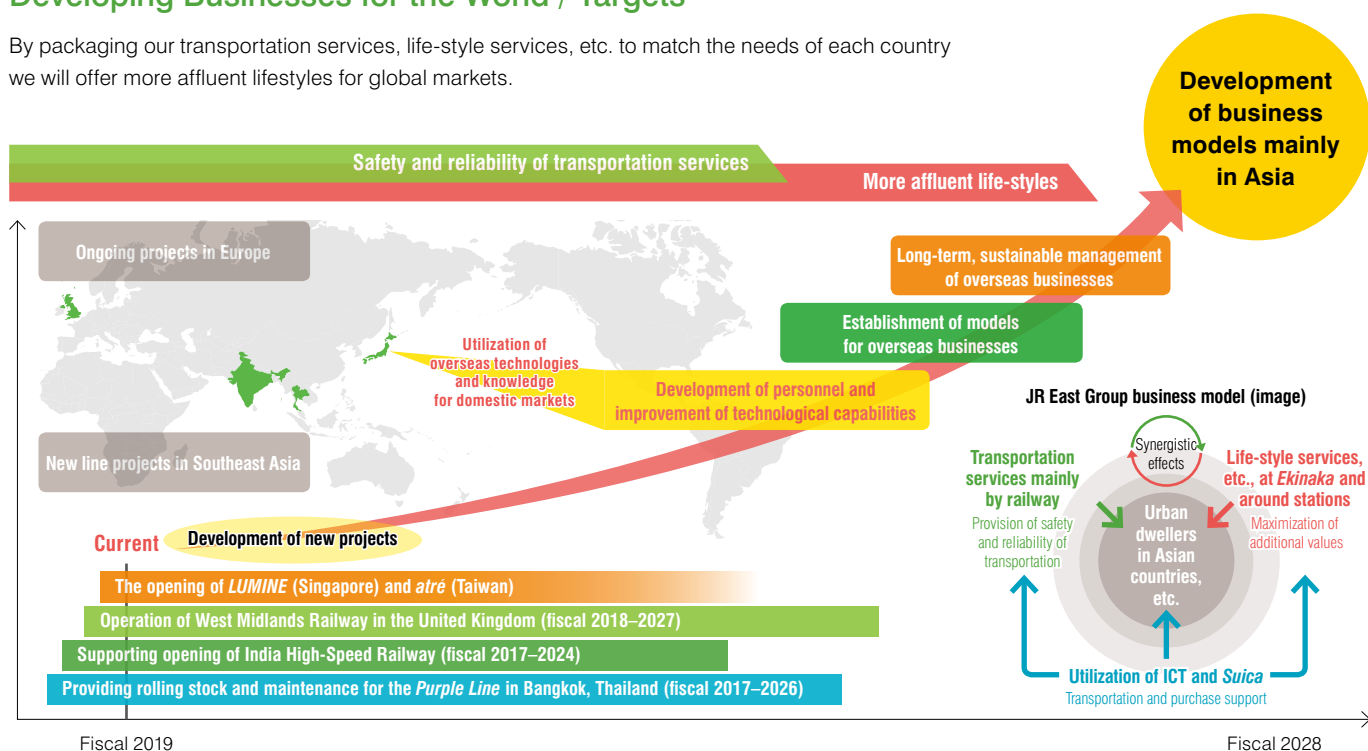 Developing Businesses for the World / Targets
By packaging our transportation services, life-style services, etc. to match the needs of each country
we will offer more affluent lifestyles for global markets.
Development
of business
models mainly
in Asia
Safety and reliability of transportation services
More affluent life-styles
Ongoing projects in Europe
Long-term, sustainable management
of overseas businesses
Establishment of models
for overseas businesses
Utilization of
overseas technologies
and knowledge
for domestic markets
Development of personnel and
improvement of technological capabilities
New line projects in Southeast Asia
Current
Development of new projects
The opening of LUMINE (Singapore) and atré (Taiwan)
Operation of West Midlands Railway in the United Kingdom (fiscal 2018–2027)
Supporting opening of India High-Speed Railway (fiscal 2017–2024)
Providing rolling stock and maintenance for the Purple Line in Bangkok, Thailand (fiscal 2017–2026)
JR East Group business model (image)
Synergistic
effects
Transportation
services mainly
by railway
Provision of safety
and reliability of
transportation
Life-style services,
etc., at Ekinaka and
around stations
Maximization of
additional values
Urban
dwellers
in Asian
countries,
etc.
Utilization of ICT and Suica
Transportation and purchase support
Fiscal 2019
Fiscal 2028